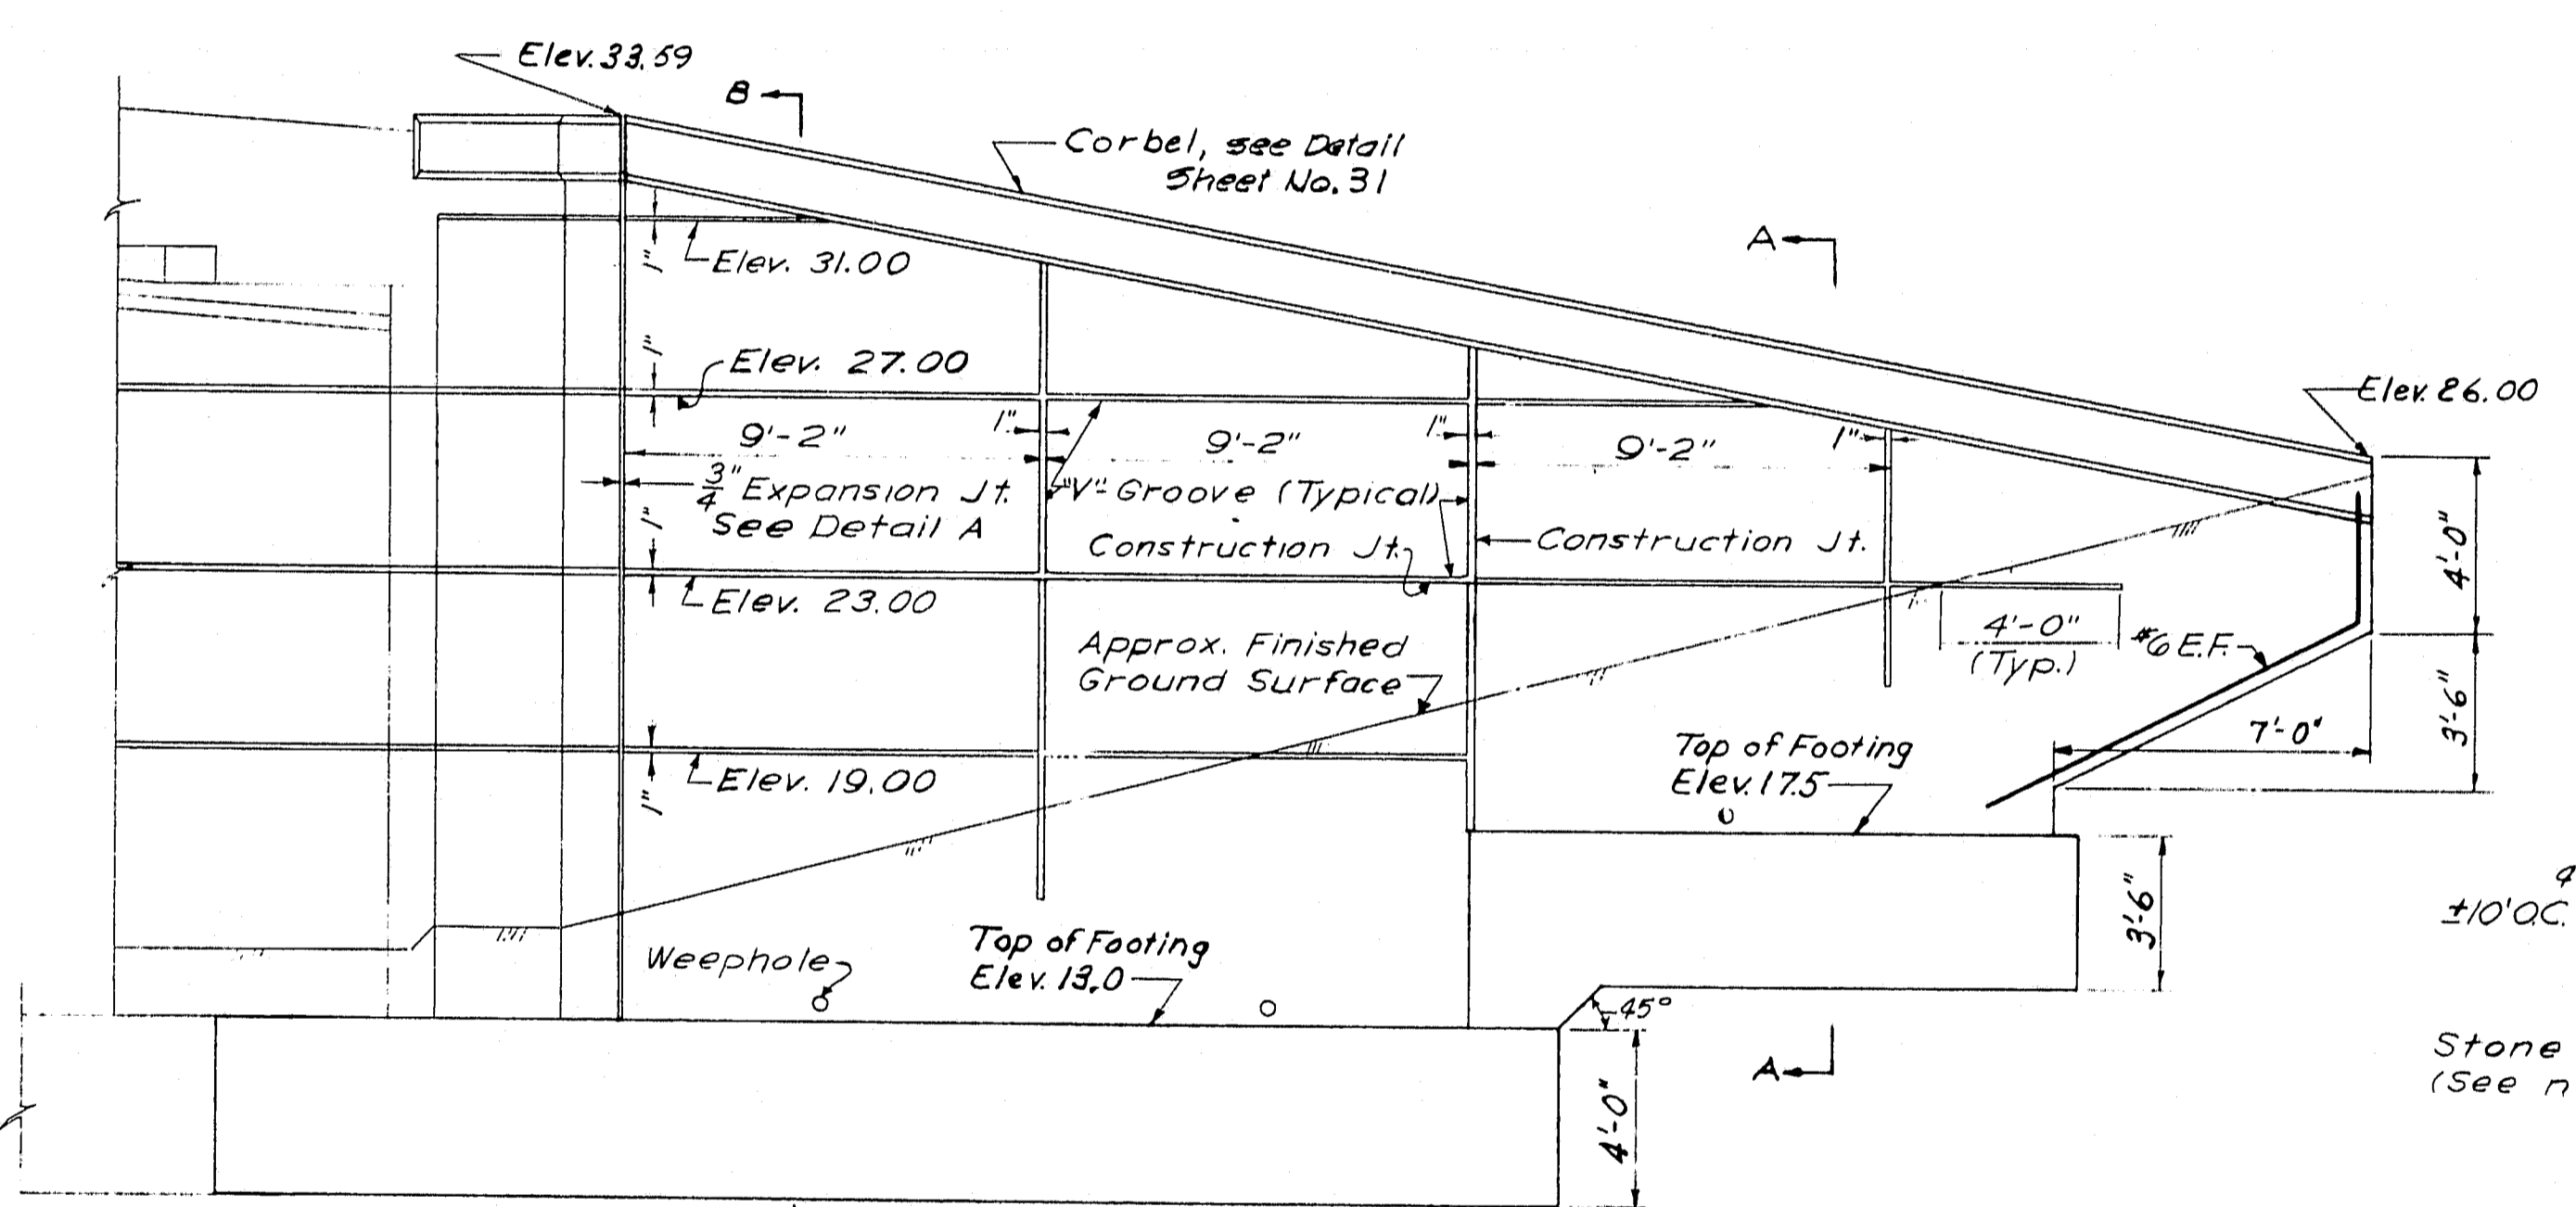 Elev. 33.59
B
Corbel, see Detail
Sheet No. 31
A
1"
Elev. 31.00
1"
Elev. 27.00
Elev. 26.00
9'-2"
1"
9'-2"
1"
9'-2"
1"
3/4" Expansion Jt.
See Detail A
"V" Groove (Typical)
Construction Jt.
Construction Jt.
1"
4'-0"
Elev. 23.00
4'-0"
(Typ.)
#6 E.F.
Approx. Finished
Ground Surface
3'-6"
7'-0"
Top of Footing
Elev. 17.5
1"
Elev. 19.00
3'-6"
±10' O.C.
Weephole
Top of Footing
Elev. 13.0
45°
A
Stone
(See n
4'-0"